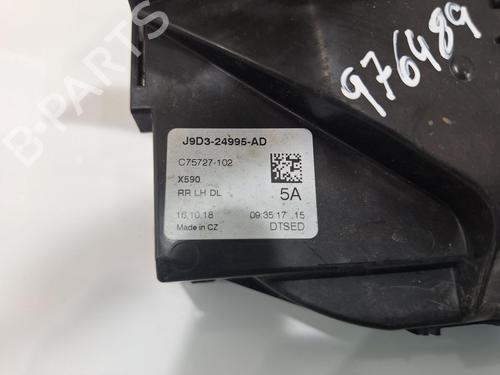 B-PARTS
976489
J9D3-24995-AD
C75727-102
X590
RR LH DL 5A
16.10.18 09:35:17 .15
Made in CZ DTSED